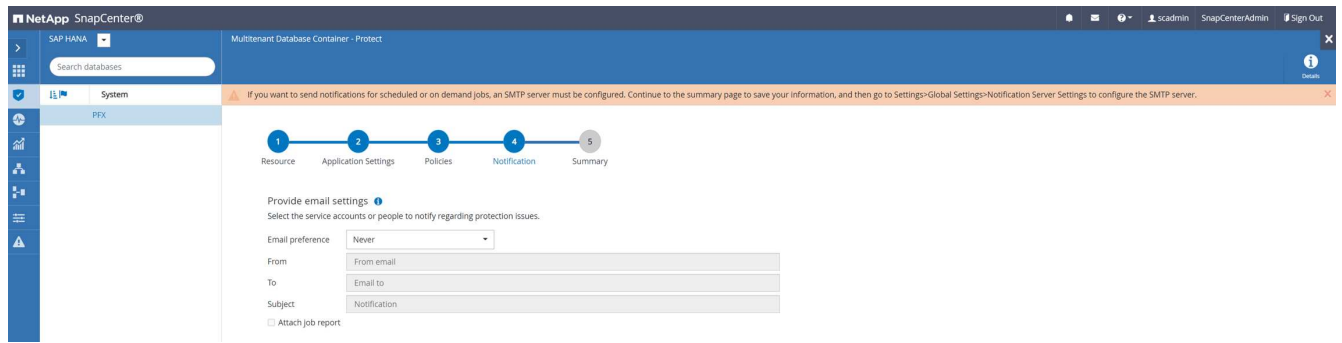 NetApp SnapCenter®
scadmin SnapCenterAdmin Sign Out
SAP HANA
Multitenant Database Container - Protect
Search databases
Details
System
If you want to send notifications for scheduled or on demand jobs, an SMTP server must be configured. Continue to the summary page to save your information, and then go to Settings>Global Settings>Notification Server Settings to configure the SMTP server.
PFX
1 2 3 4 5
Resource Application Settings Policies Notification Summary
Provide email settings
Select the service accounts or people to notify regarding protection issues.
Email preference Never
From From email
To Email to
Subject Notification
Attach job report